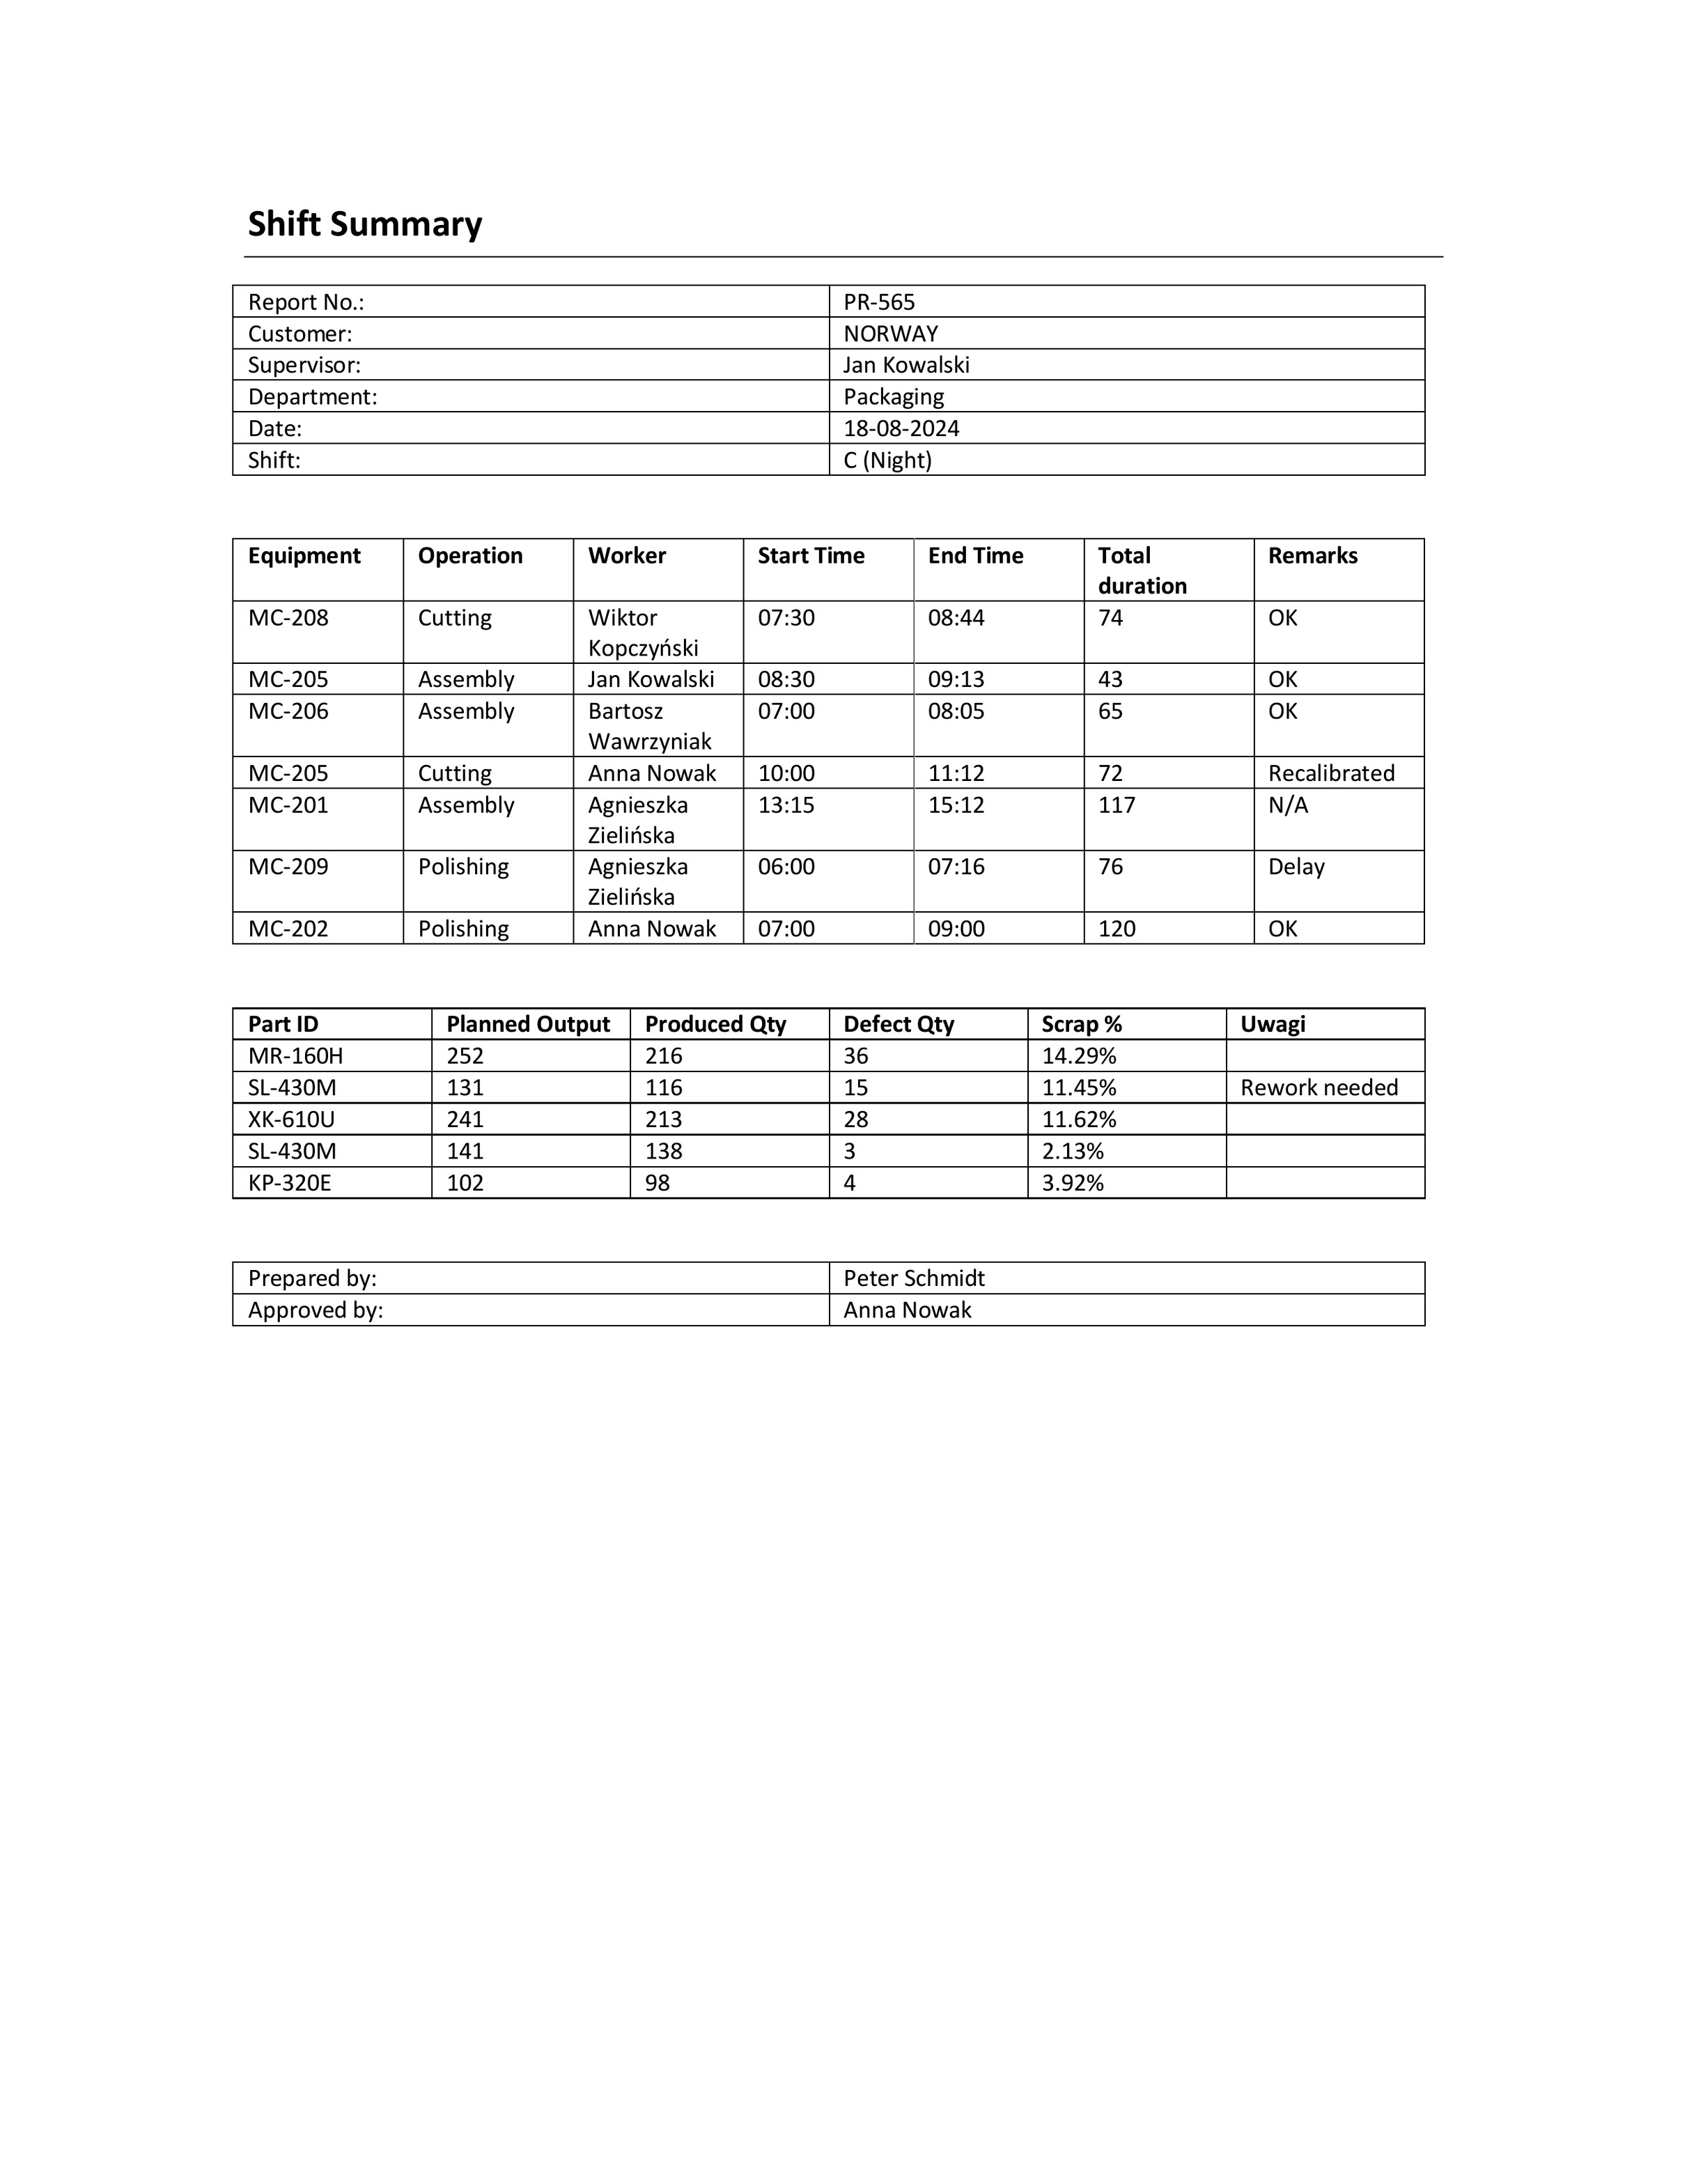 Shift Summary
Report No.: PR-565
Customer: NORWAY
Supervisor: Jan Kowalski
Department: Packaging
Date: 18-08-2024
Shift: C (Night)
Equipment Operation Worker Start Time End Time Total duration Remarks
MC-208 Cutting Wiktor Kopczyński 07:30 08:44 74 OK
MC-205 Assembly Jan Kowalski 08:30 09:13 43 OK
MC-206 Assembly Bartosz Wawrzyniak 07:00 08:05 65 OK
MC-205 Cutting Anna Nowak 10:00 11:12 72 Recalibrated
MC-201 Assembly Agnieszka Zielińska 13:15 15:12 117 N/A
MC-209 Polishing Agnieszka Zielińska 06:00 07:16 76 Delay
MC-202 Polishing Anna Nowak 07:00 09:00 120 OK
Part ID Planned Output Produced Qty Defect Qty Scrap % Uwagi
MR-160H 252 216 36 14.29%
SL-430M 131 116 15 11.45% Rework needed
XK-610U 241 213 28 11.62%
SL-430M 141 138 3 2.13%
KP-320E 102 98 4 3.92%
Prepared by: Peter Schmidt
Approved by: Anna Nowak